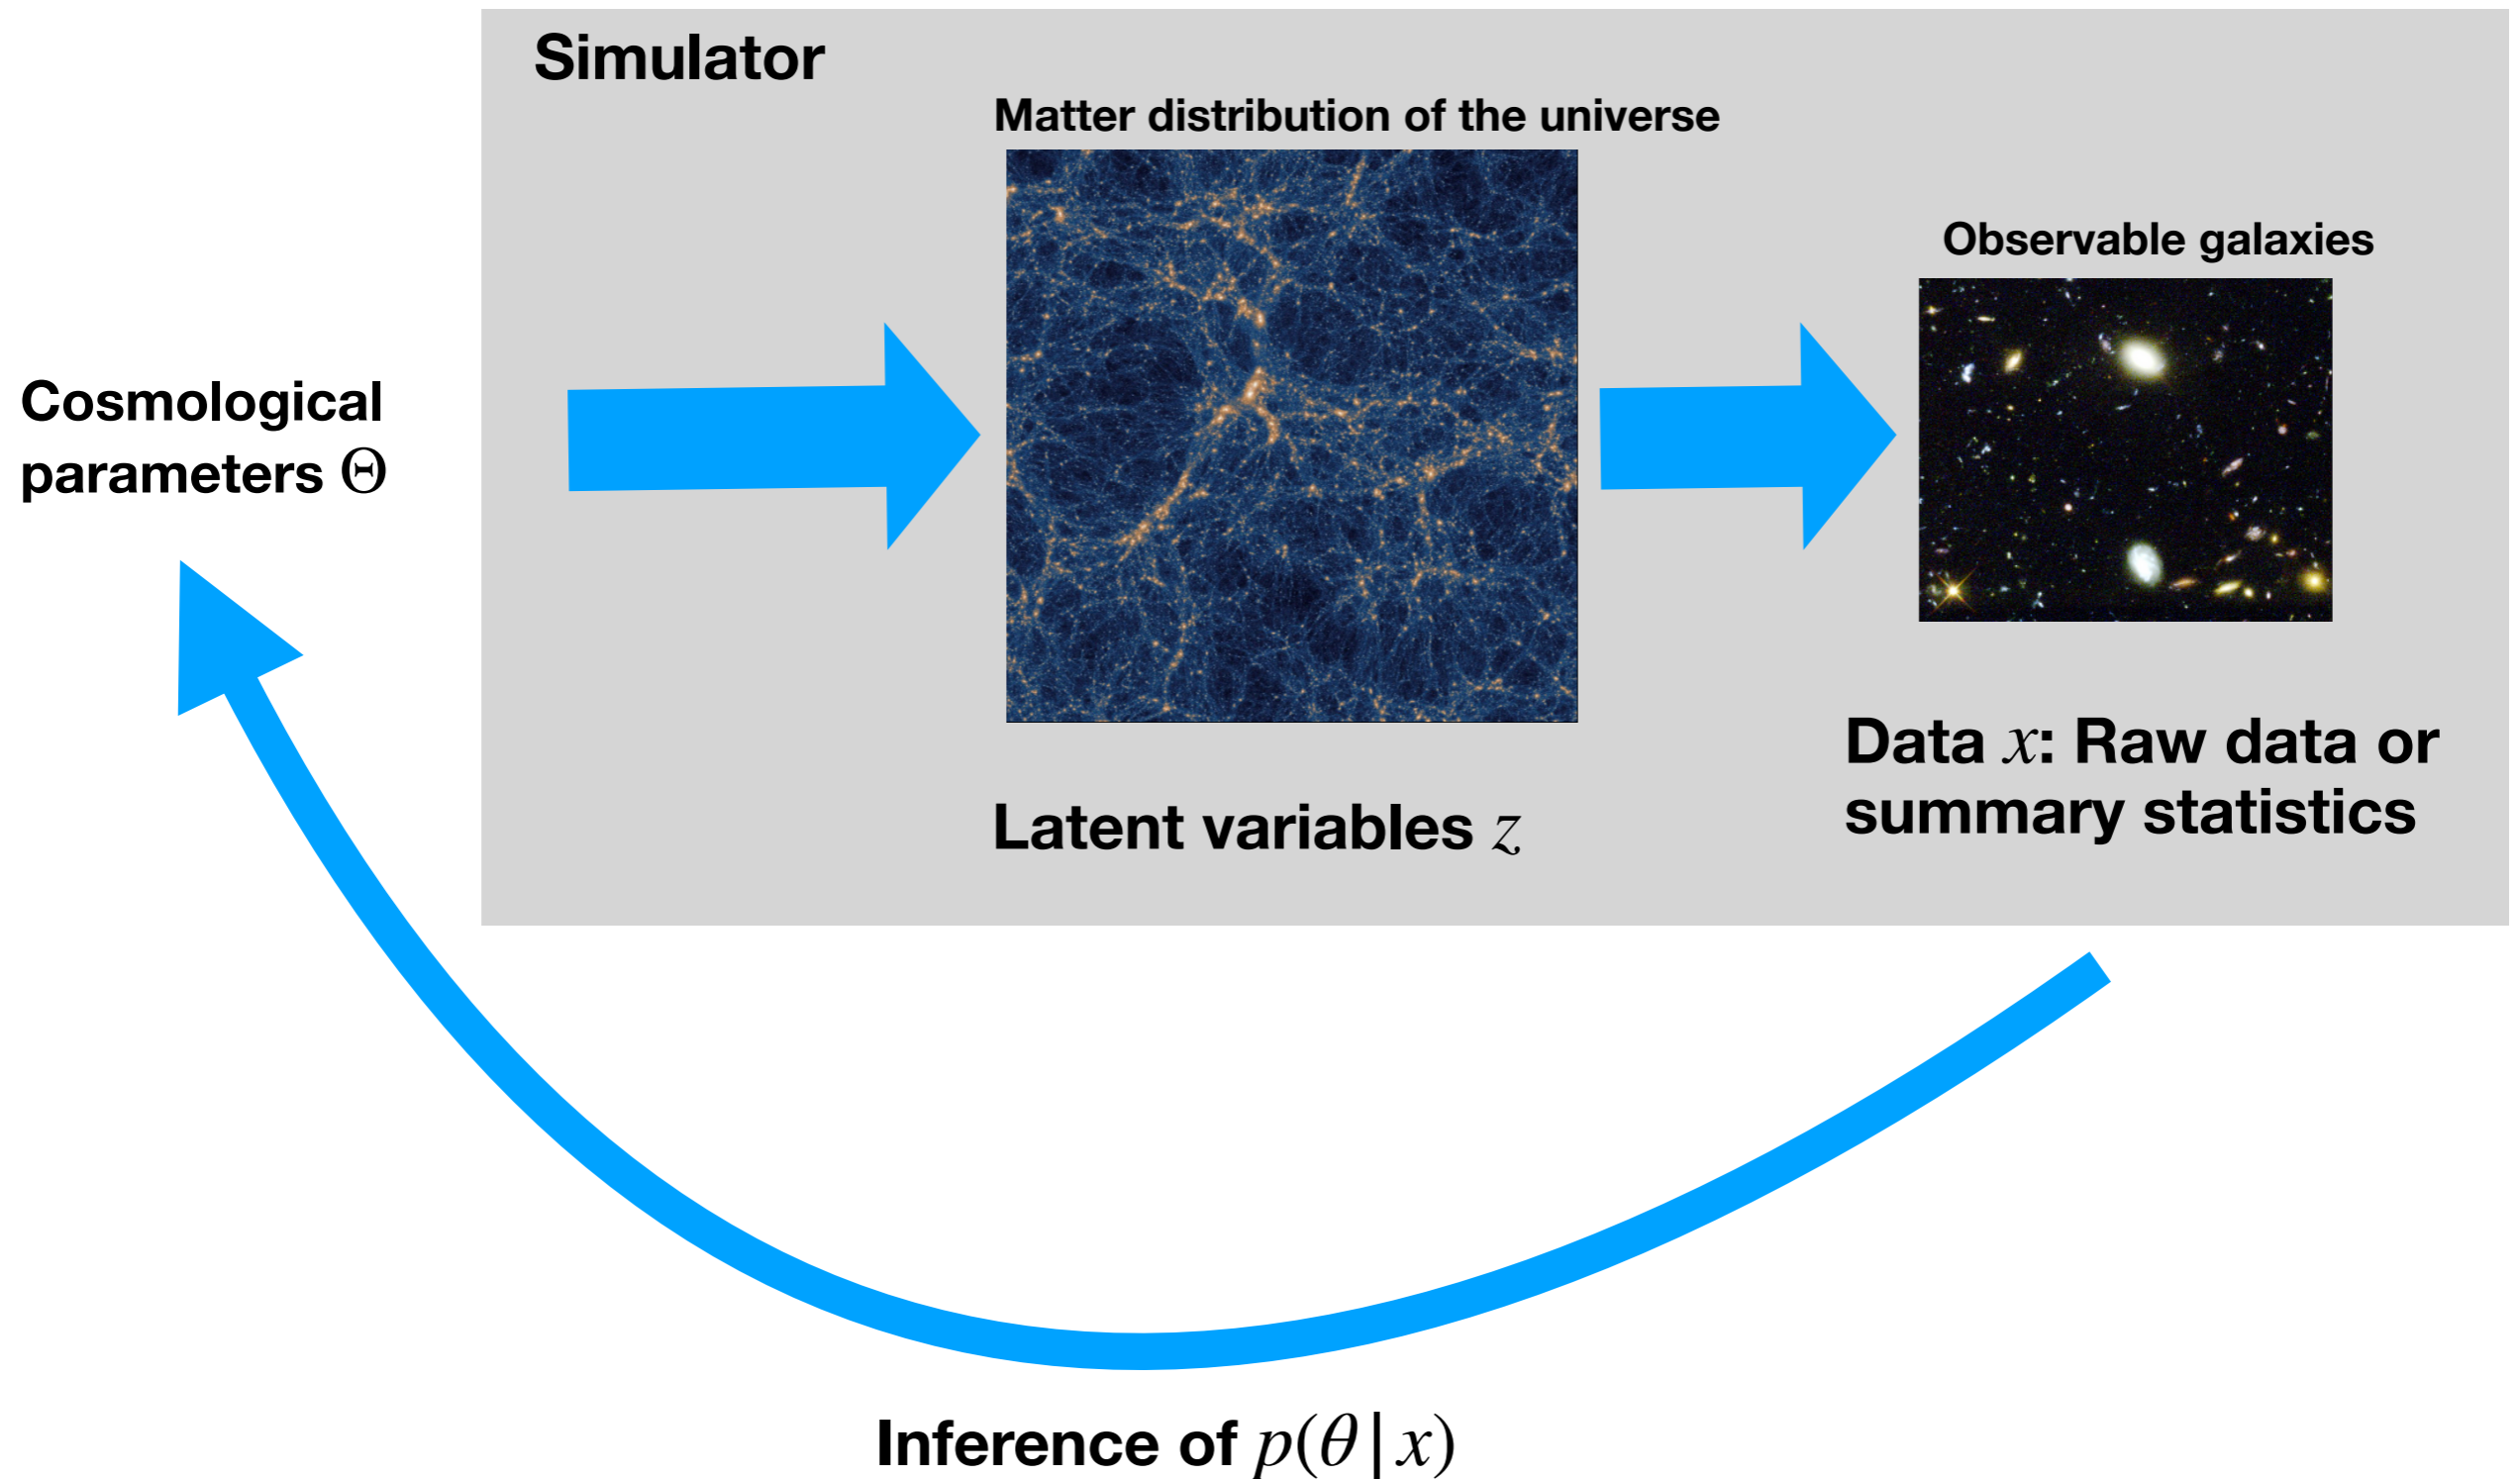 Simulator
Matter distribution of the universe
Observable galaxies
Cosmological
parameters Θ
Data x: Raw data or
summary statistics
Latent variables z
Inference of p(θ|x)